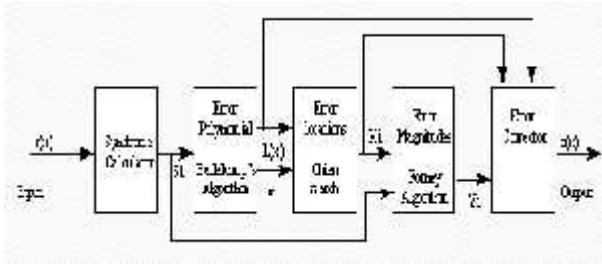 r(x)
Input
Syndrome
Calculator
Si
Error
Polynomial
Berlekamp's
Algorithm
L(x)
v
Error
Locations
Chien
search
Xi
Error
Magnitudes
Forney
Algorithm
Yi
Error
Corrector
c(x)
Output